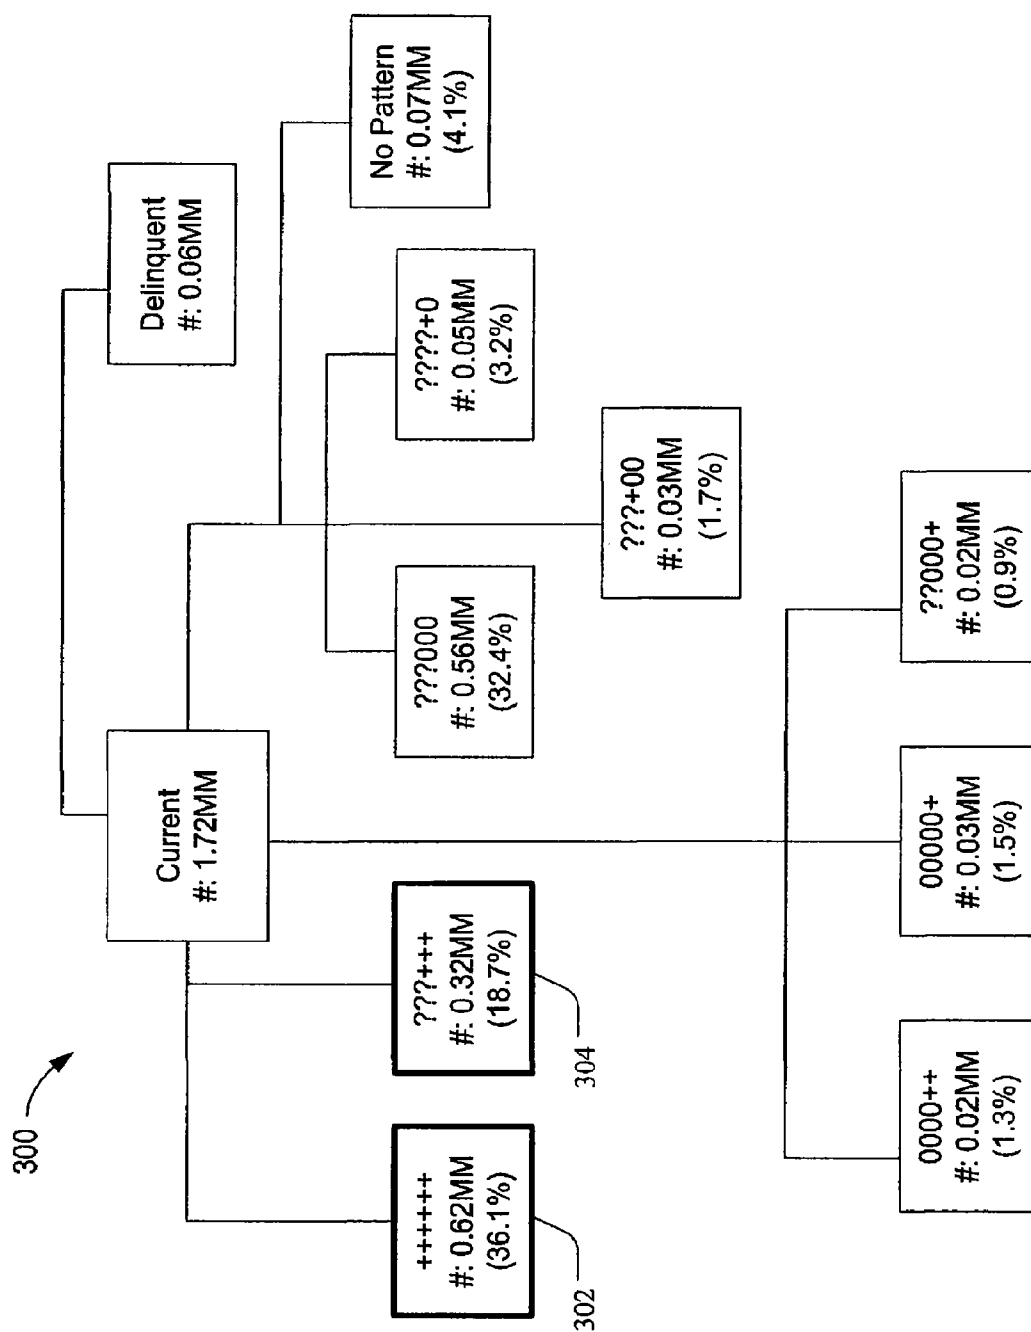 300
Delinquent
#: 0.06MM
Current
#: 1.72MM
++++++
#: 0.62MM
(36.1%)
302
???+++
#: 0.32MM
(18.7%)
304
???000
#: 0.56MM
(32.4%)
????+0
#: 0.05MM
(3.2%)
No Pattern
#: 0.07MM
(4.1%)
???+00
#: 0.03MM
(1.7%)
0000++
#: 0.02MM
(1.3%)
00000+
#: 0.03MM
(1.5%)
??000+
#: 0.02MM
(0.9%)